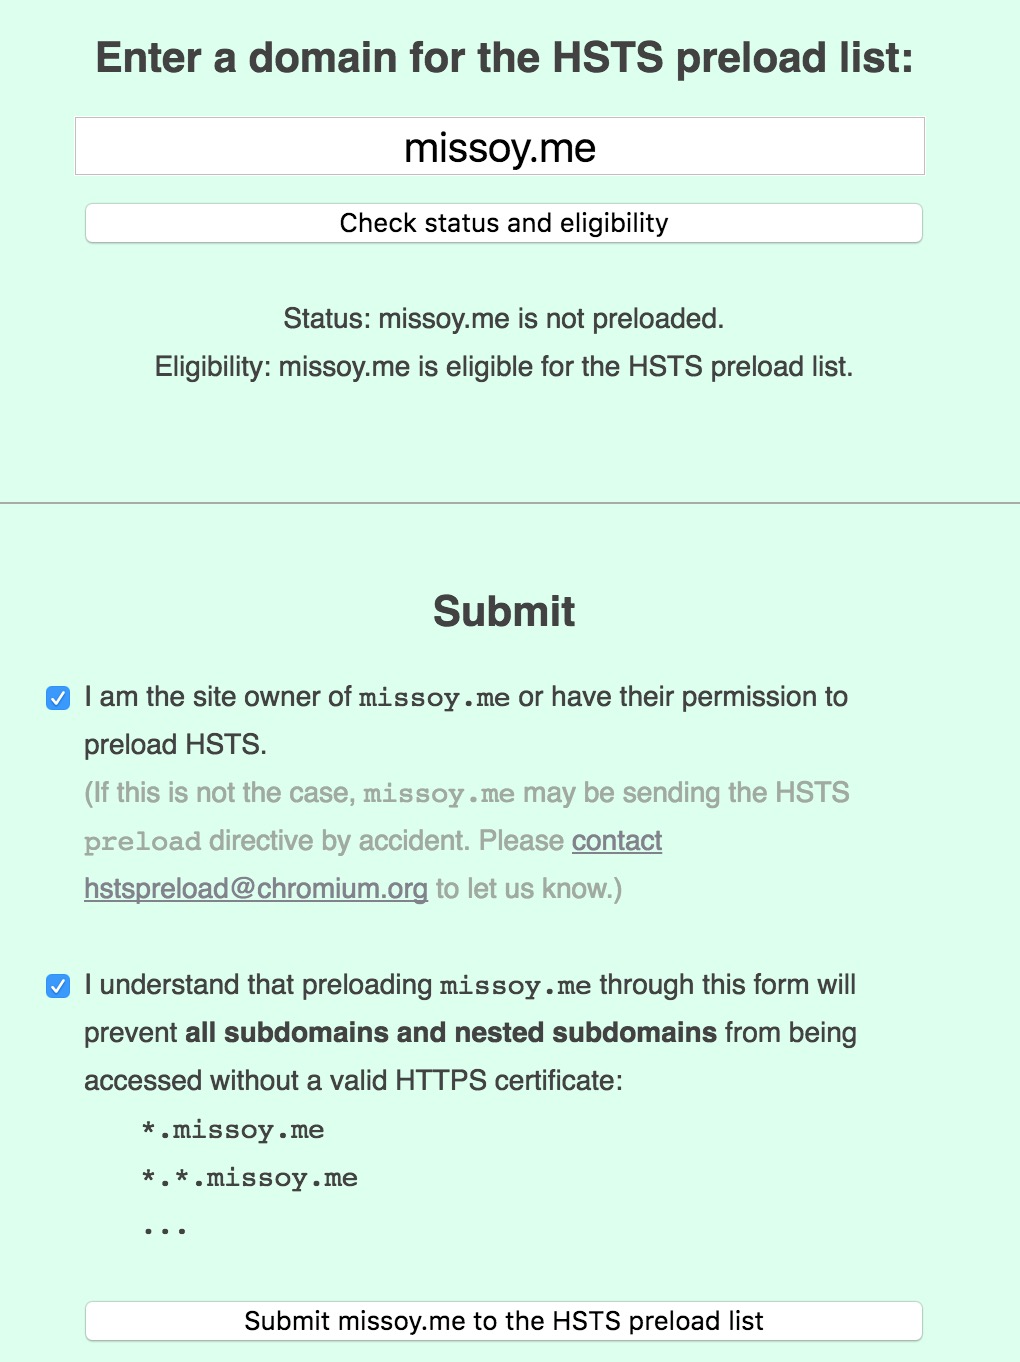 Enter a domain for the HSTS preload list:
missoy.me
Check status and eligibility
Status: missoy.me is not preloaded.
Eligibility: missoy.me is eligible for the HSTS preload list.
Submit
I am the site owner of missoy.me or have their permission to
preload HSTS.
(If this is not the case, missoy.me may be sending the HSTS
preload directive by accident. Please contact
hstspreload@chromium.org to let us know.)
I understand that preloading missoy.me through this form will
prevent all subdomains and nested subdomains from being
accessed without a valid HTTPS certificate:
*.missoy.me
*.*.missoy.me
...
Submit missoy.me to the HSTS preload list